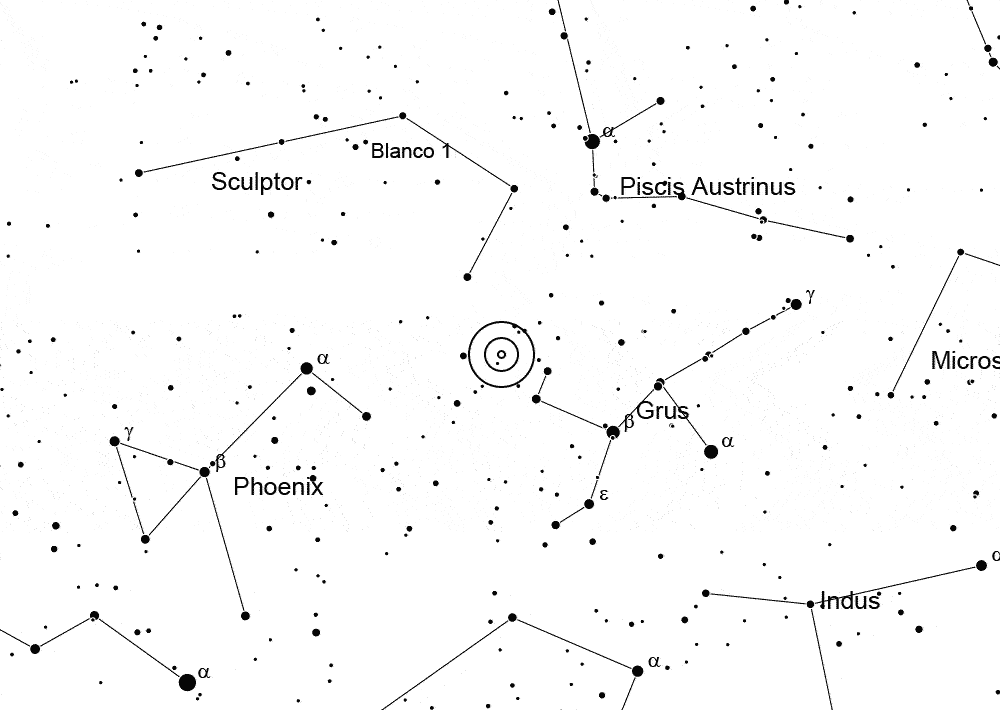 α
Blanco 1
Sculptor
Piscis Austrinus
γ
α
Micros
γ
Grus
β
α
β
Phoenix
ε
α
Indus
α
α